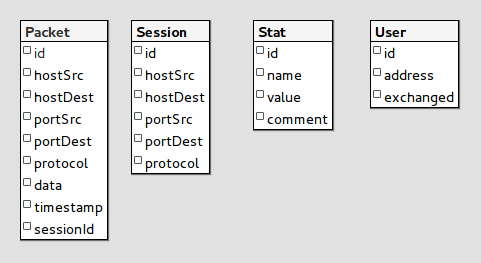 Packet
id
hostSrc
hostDest
portSrc
portDest
protocol
data
timestamp
sessionId
Session
id
hostSrc
hostDest
portSrc
portDest
protocol
Stat
id
name
value
comment
User
id
address
exchanged